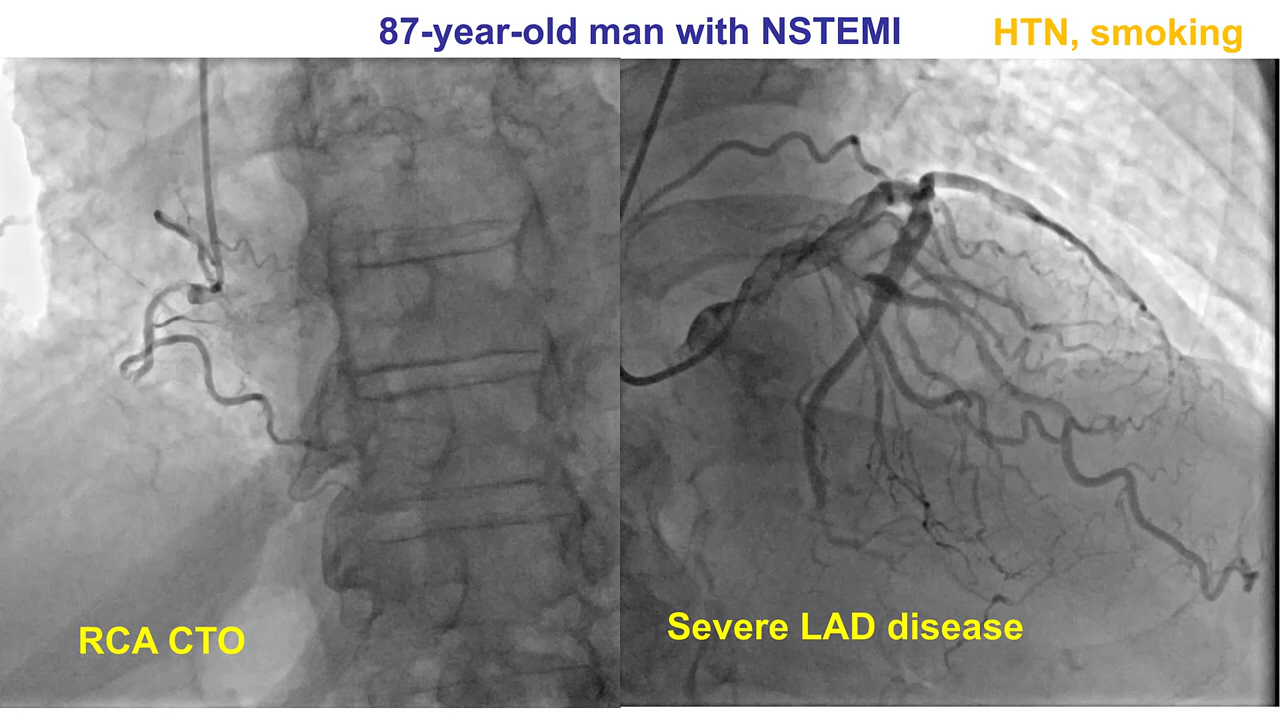 87-year-old man with NSTEMI
HTN, smoking
RCA CTO
Severe LAD disease